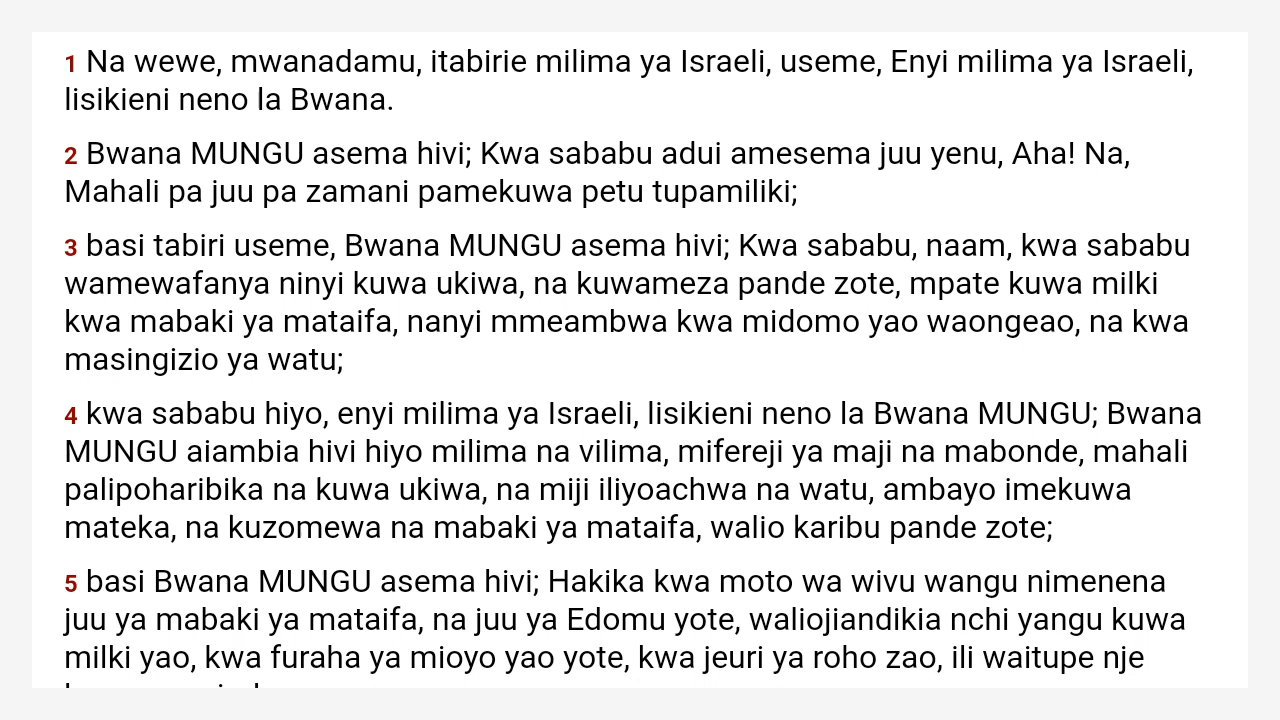 1 Na wewe, mwanadamu, itabirie milima ya Israeli, useme, Enyi milima ya Israeli,
lisikieni neno la Bwana.
2 Bwana MUNGU asema hivi; Kwa sababu adui amesema juu yenu, Aha! Na,
Mahali pa juu pa zamani pamekuwa petu tupamiliki;
3 basi tabiri useme, Bwana MUNGU asema hivi; Kwa sababu, naam, kwa sababu
wamewafanya ninyi kuwa ukiwa, na kuwameza pande zote, mpate kuwa milki
kwa mabaki ya mataifa, nanyi mmeambwa kwa midomo yao waongeao, na kwa
masingizio ya watu;
4 kwa sababu hiyo, enyi milima ya Israeli, lisikieni neno la Bwana MUNGU; Bwana
MUNGU aiambia hivi hiyo milima na vilima, mifereji ya maji na mabonde, mahali
palipoharibika na kuwa ukiwa, na miji iliyoachwa na watu, ambayo imekuwa
mateka, na kuzomewa na mabaki ya mataifa, walio karibu pande zote;
5 basi Bwana MUNGU asema hivi; Hakika kwa moto wa wivu wangu nimenena
juu ya mabaki ya mataifa, na juu ya Edomu yote, waliojiandikia nchi yangu kuwa
milki yao, kwa furaha ya mioyo yao yote, kwa jeuri ya roho zao, ili waitupe nje